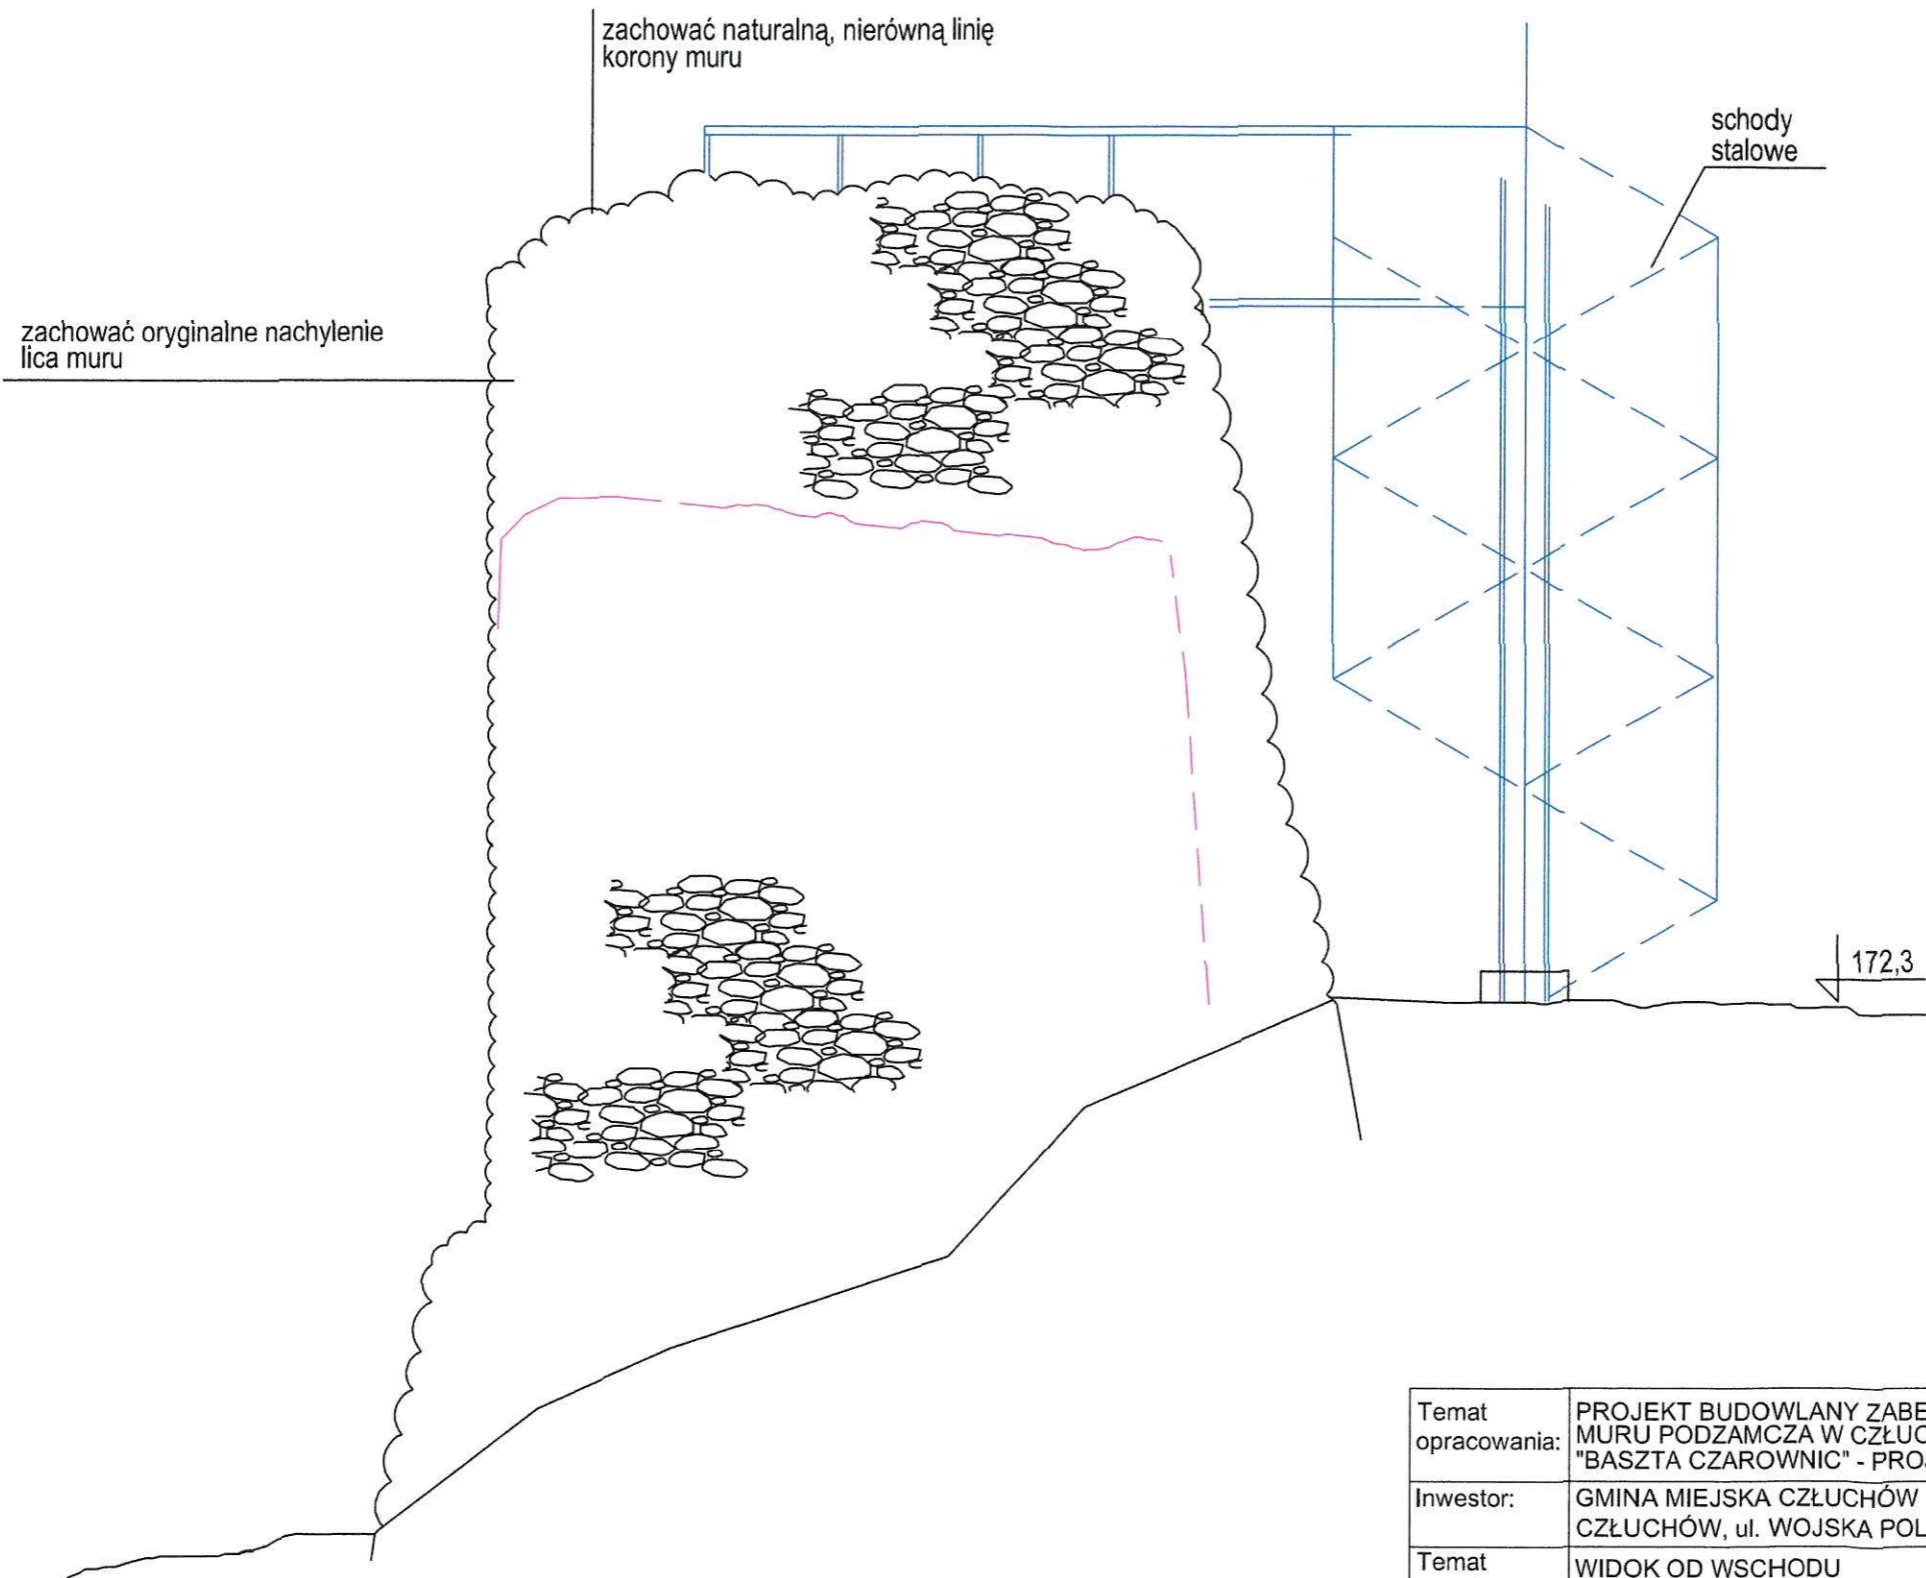 zachować naturalną, nierówną linię
korony muru
schody
stalowe
zachować oryginalne nachylenie
lica muru
172,3
Temat
opracowania:
PROJEKT BUDOWLANY ZABE
MURU PODZAMCZA W CZŁUC
"BASZTA CZAROWNIC" - PROJ
Inwestor:
GMINA MIEJSKA CZŁUCHÓW
CZŁUCHÓW, ul. WOJSKA POL
Temat
WIDOK OD WSCHODU